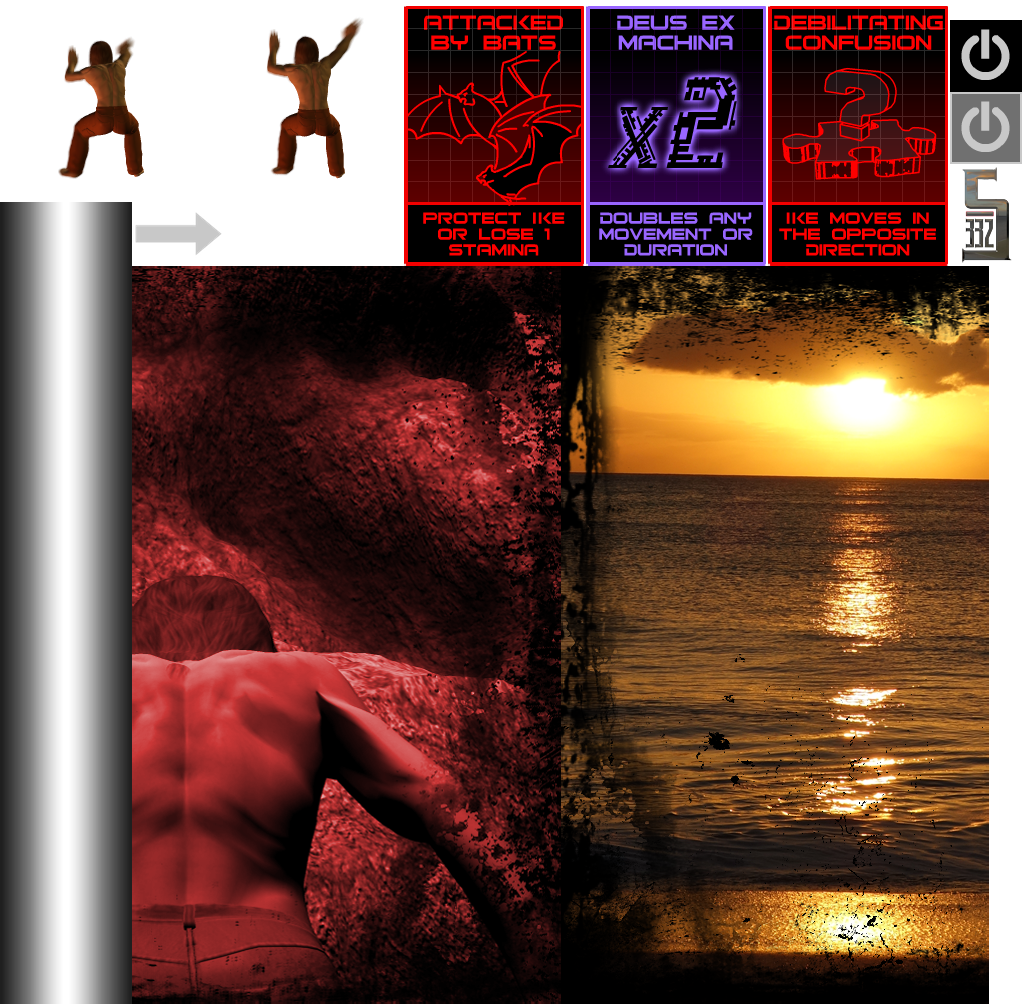 ATTACKED
BY BATS
PROTECT IKE
OR LOSE 1
STAMINA
DEUS EX
MACHINA
X2
DOUBLES ANY
MOVEMENT OR
DURATION
DEBILITATING
CONFUSION
?
IKE MOVES IN
THE OPPOSITE
DIRECTION
5
332